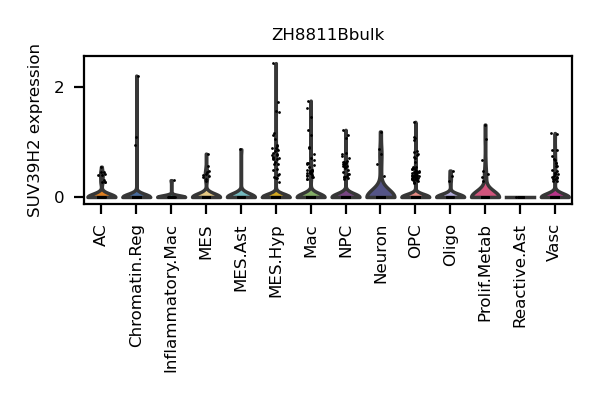 ZH8811Bbulk
SUV39H2 expression
2
0
AC
Chromatin.Reg
Inflammatory.Mac
MES
MES.Ast
MES.Hyp
Mac
NPC
Neuron
OPC
Oligo
Prolif.Metab
Reactive.Ast
Vasc